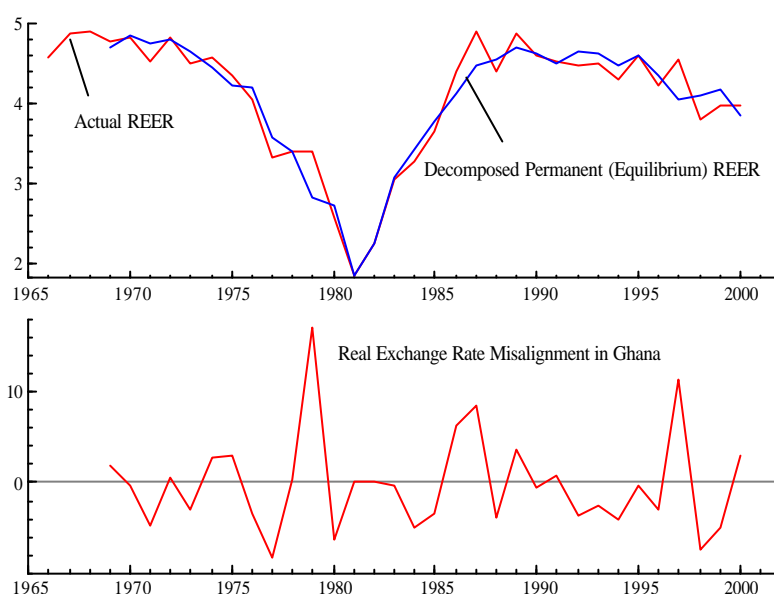 5
Actual REER
4
Decomposed Permanent (Equilibrium) REER
3
2
1965 1970 1975 1980 1985 1990 1995 2000
Real Exchange Rate Misalignment in Ghana
10
0
1965 1970 1975 1980 1985 1990 1995 2000